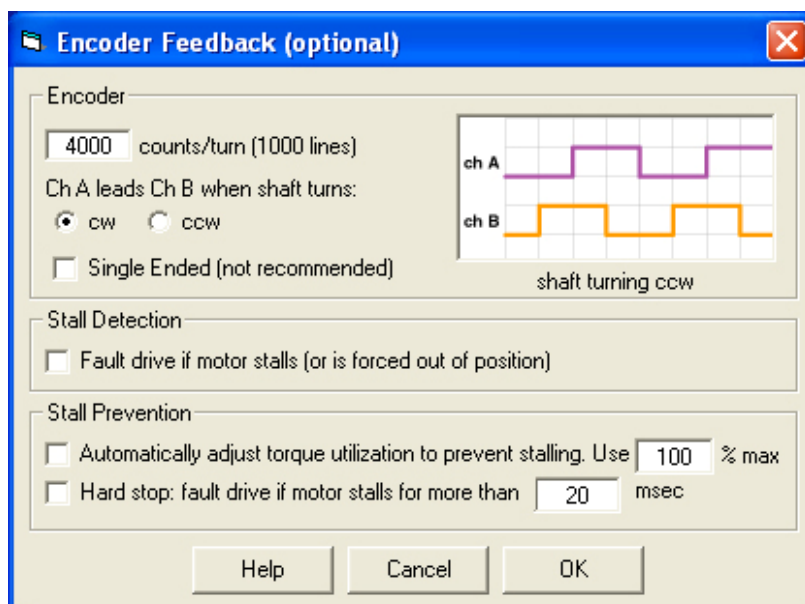 Encoder Feedback (optional)
Encoder
4000 counts/turn (1000 lines)
Ch A leads Ch B when shaft turns:
cw ccw
Single Ended (not recommended)
ch A
ch B
shaft turning ccw
Stall Detection
Fault drive if motor stalls (or is forced out of position)
Stall Prevention
Automatically adjust torque utilization to prevent stalling. Use 100 % max
Hard stop: fault drive if motor stalls for more than 20 msec
Help Cancel OK